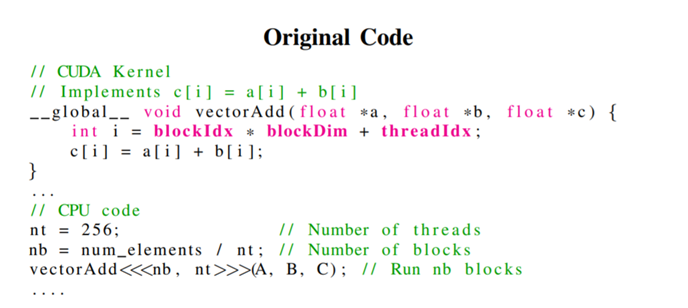 Original Code
// CUDA Kernel
// Implements c[i] = a[i] + b[i]
__global__ void vectorAdd(float *a, float *b, float *c) {
int i = blockIdx * blockDim + threadIdx;
c[i] = a[i] + b[i];
}
...
// CPU code
nt = 256; // Number of threads
nb = num_elements / nt; // Number of blocks
vectorAdd<<<nb, nt>>>(A, B, C); // Run nb blocks
....